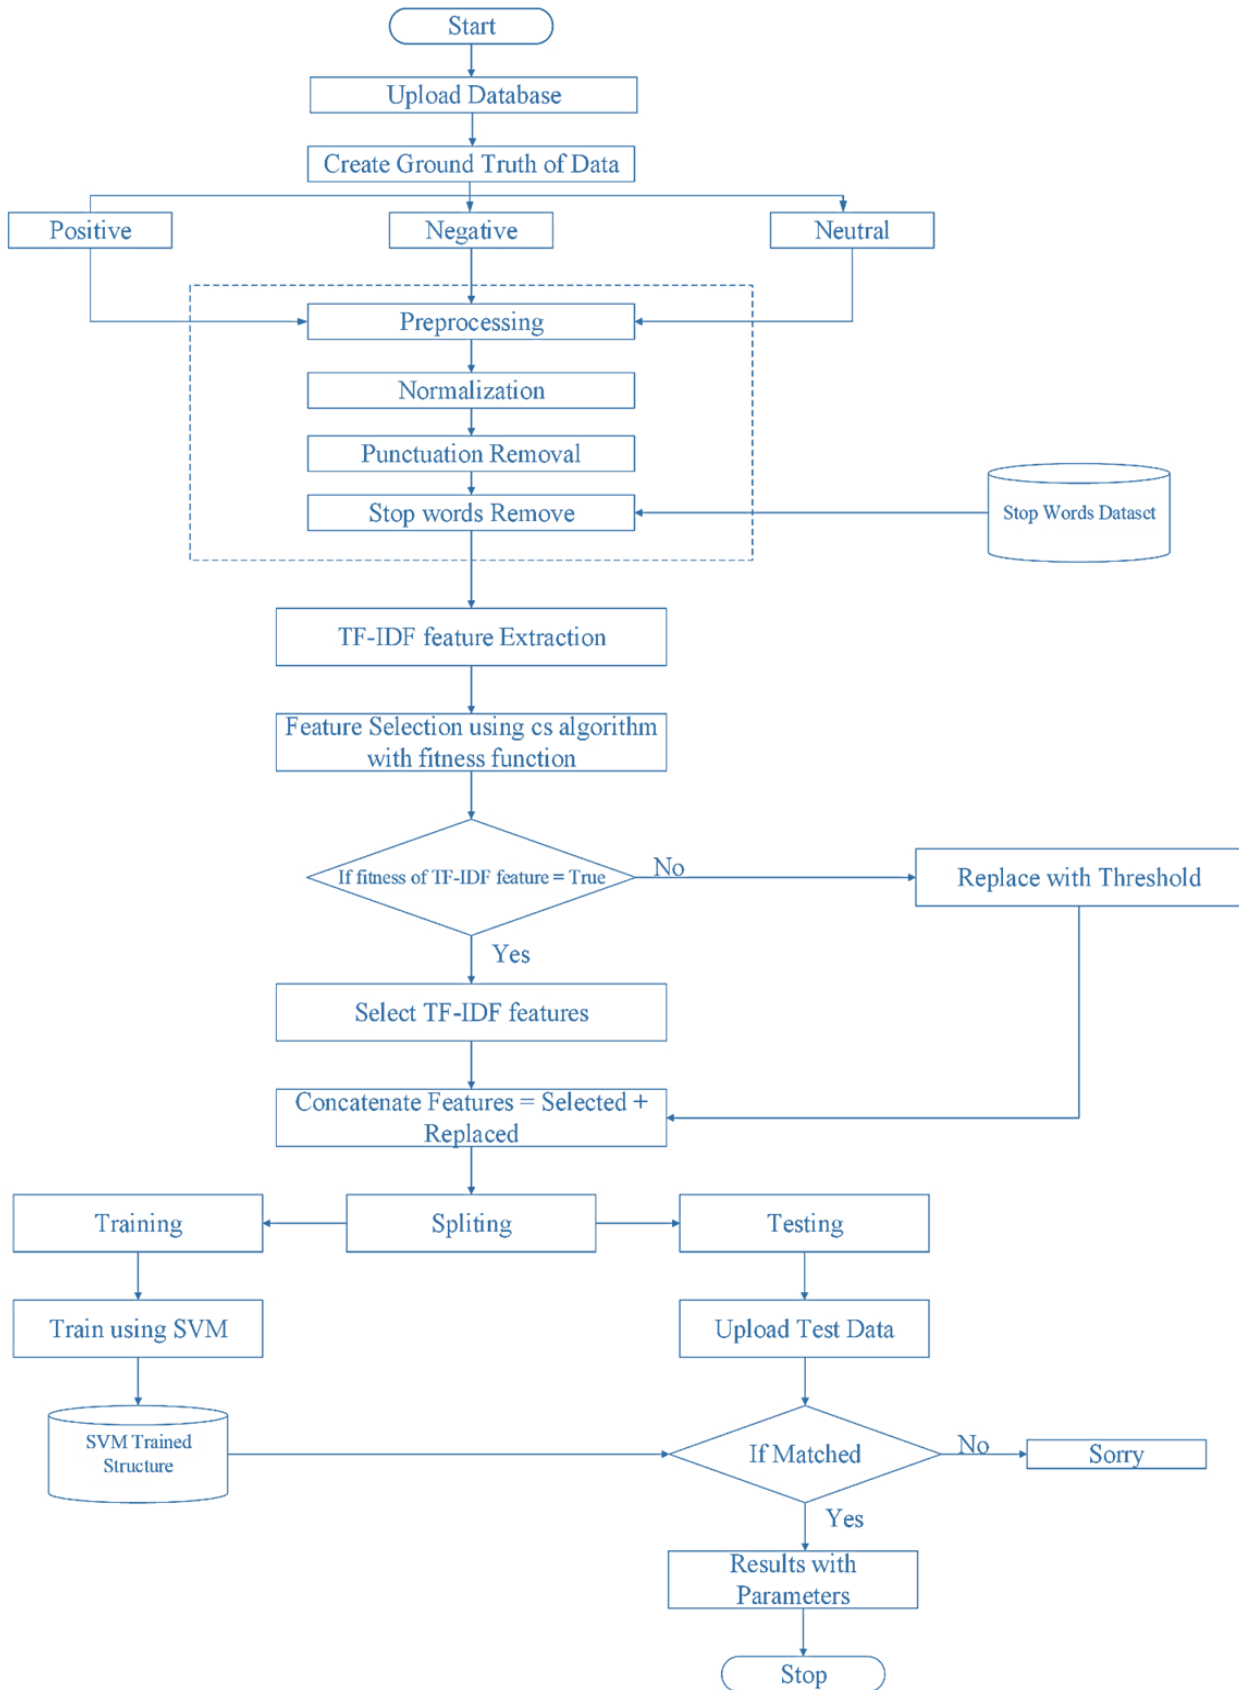 Start
Upload Database
Create Ground Truth of Data
Positive
Negative
Neutral
Preprocessing
Normalization
Punctuation Removal
Stop words Remove
Stop Words Dataset
TF-IDF feature Extraction
Feature Selection using cs algorithm
with fitness function
If fitness of TF-IDF feature = True
No
Replace with Threshold
Yes
Select TF-IDF features
Concatenate Features = Selected +
Replaced
Training
Spliting
Testing
Train using SVM
Upload Test Data
SVM Trained
Structure
If Matched
No
Sorry
Yes
Results with
Parameters
Stop